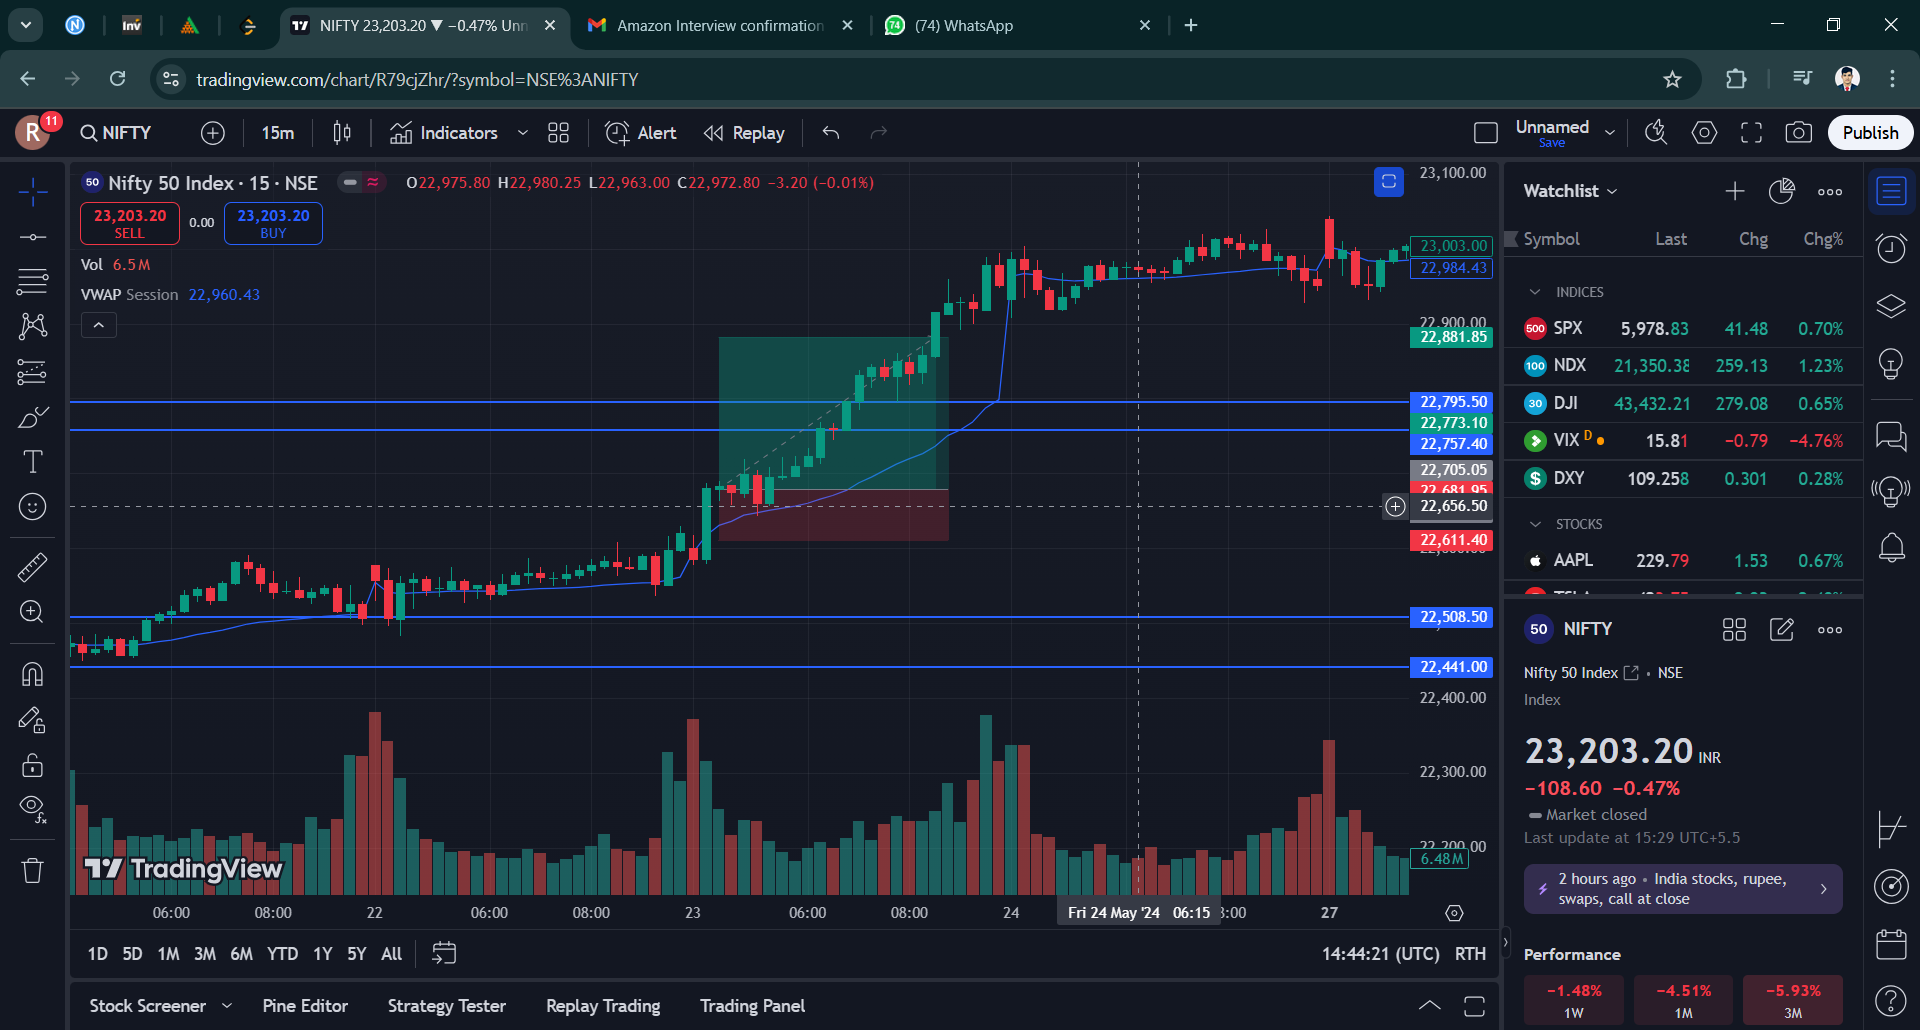 NIFTY 23,203.20 ▼ −0.47% Unn
Amazon Interview confirmation
(74) WhatsApp
tradingview.com/chart/R79cjZhr/?symbol=NSE%3ANIFTY
R 11 NIFTY 15m Indicators Alert Replay Unnamed Save Publish
50 Nifty 50 Index · 15 · NSE O22,975.80 H22,980.25 L22,963.00 C22,972.80 −3.20 (−0.01%)
23,203.20 SELL 0.00 23,203.20 BUY
Vol 6.5M
VWAP Session 22,960.43
23,100.00
23,003.00
22,984.43
22,900.00
22,881.85
22,795.50
22,773.10
22,757.40
22,705.05
22,681.95
22,656.50
22,611.40
22,508.50
22,441.00
22,400.00
22,300.00
22,200.00
6.48M
TradingView
06:00 08:00 22 06:00 08:00 23 06:00 08:00 24 Fri 24 May '24 06:15 27
1D 5D 1M 3M 6M YTD 1Y 5Y All 14:44:21 (UTC) RTH
Stock Screener Pine Editor Strategy Tester Replay Trading Trading Panel
Watchlist
Symbol Last Chg Chg%
INDICES
500 SPX 5,978.83 41.48 0.70%
100 NDX 21,350.38 259.13 1.23%
30 DJI 43,432.21 279.08 0.65%
VIX D 15.81 −0.79 −4.76%
$ DXY 109.258 0.301 0.28%
STOCKS
AAPL 229.79 1.53 0.67%
50 NIFTY
Nifty 50 Index • NSE
Index
23,203.20 INR
−108.60 −0.47%
Market closed
Last update at 15:29 UTC+5.5
2 hours ago • India stocks, rupee,
swaps, call at close
Performance
−1.48% −4.51% −5.93%
1W 1M 3M